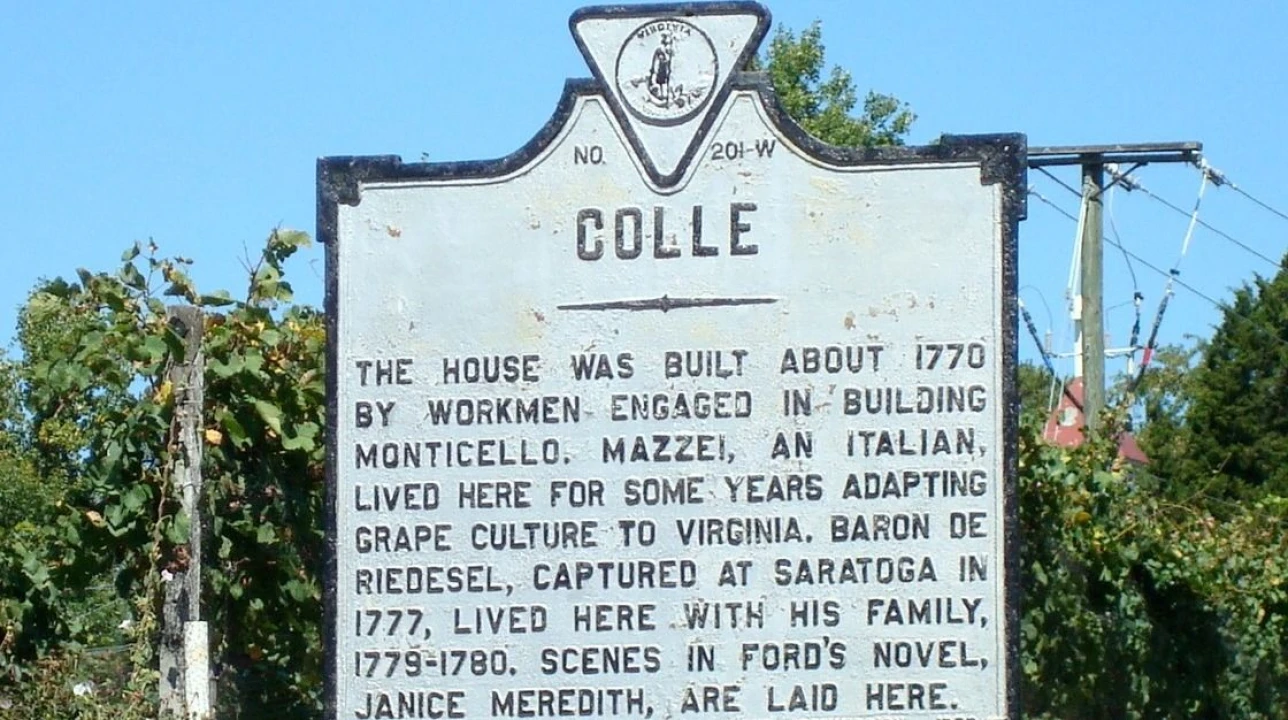 VIRGINIA
NO. 201-W
COLLE
THE HOUSE WAS BUILT ABOUT 1770
BY WORKMEN ENGAGED IN BUILDING
MONTICELLO. MAZZEI, AN ITALIAN,
LIVED HERE FOR SOME YEARS ADAPTING
GRAPE CULTURE TO VIRGINIA. BARON DE
RIEDESEL, CAPTURED AT SARATOGA IN
1777, LIVED HERE WITH HIS FAMILY,
1779-1780. SCENES IN FORD'S NOVEL,
JANICE MEREDITH, ARE LAID HERE.